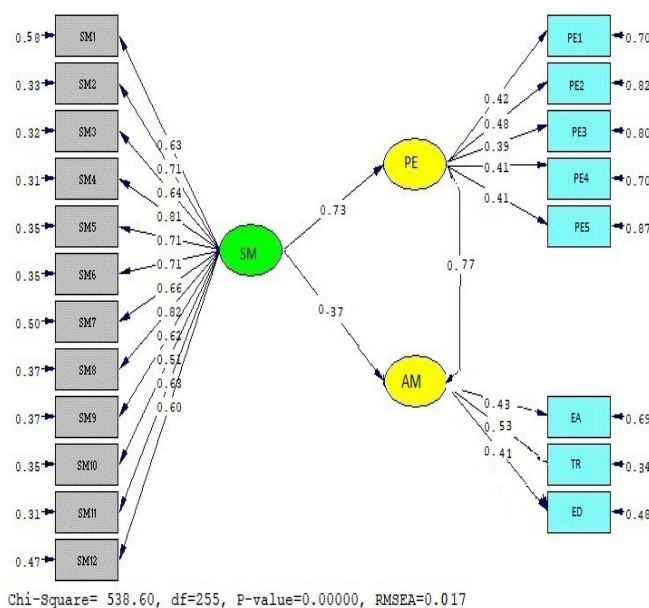 0.58 SM1
0.33 SM2
0.32 SM3
0.31 SM4
0.35 SM5
0.35 SM6
0.50 SM7
0.37 SM8
0.37 SM9
0.35 SM10
0.31 SM11
0.47 SM12
0.63
0.71
0.64
0.81
0.71
0.71
0.66
0.82
0.62
0.51
0.63
0.60
SM
0.73
0.37
PE
0.77
AM
0.42
0.48
0.39
0.41
0.41
PE1 0.70
PE2 0.82
PE3 0.80
PE4 0.70
PE5 0.87
0.43
0.53
0.41
EA 0.69
TR 0.34
ED 0.48
Chi-Square= 538.60, df=255, P-value=0.00000, RMSEA=0.017